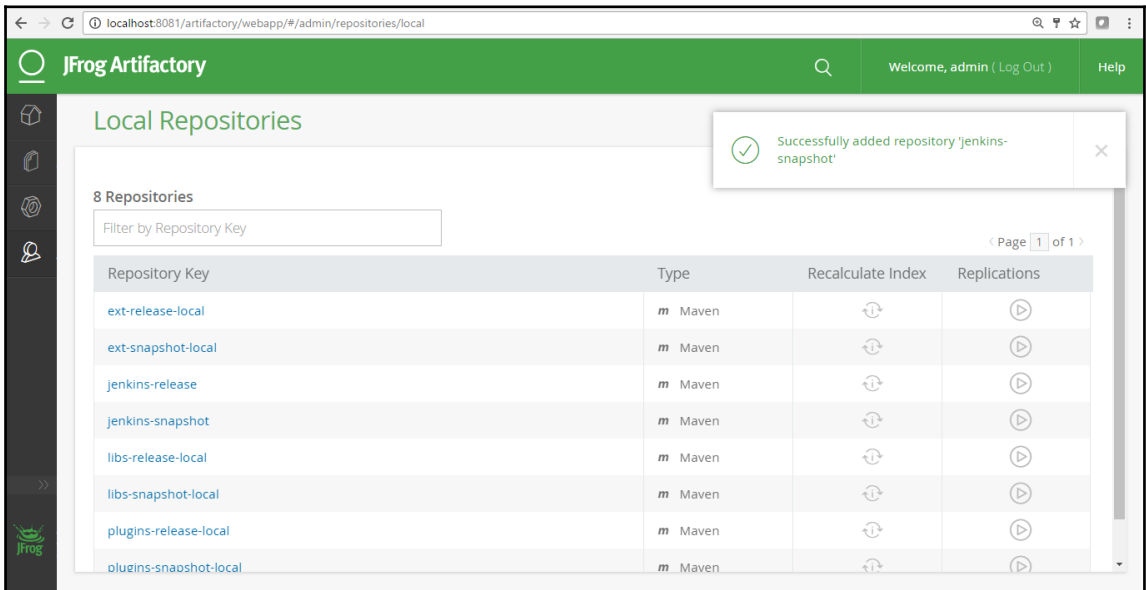 localhost:8081/artifactory/webapp/#/admin/repositories/local
JFrog Artifactory
Welcome, admin ( Log Out )
Help
Local Repositories
Successfully added repository 'jenkins-
snapshot'
8 Repositories
Filter by Repository Key
Page 1 of 1
Repository Key Type Recalculate Index Replications
ext-release-local m Maven
ext-snapshot-local m Maven
jenkins-release m Maven
jenkins-snapshot m Maven
libs-release-local m Maven
libs-snapshot-local m Maven
plugins-release-local m Maven
plugins-snapshot-local m Maven
JFrog